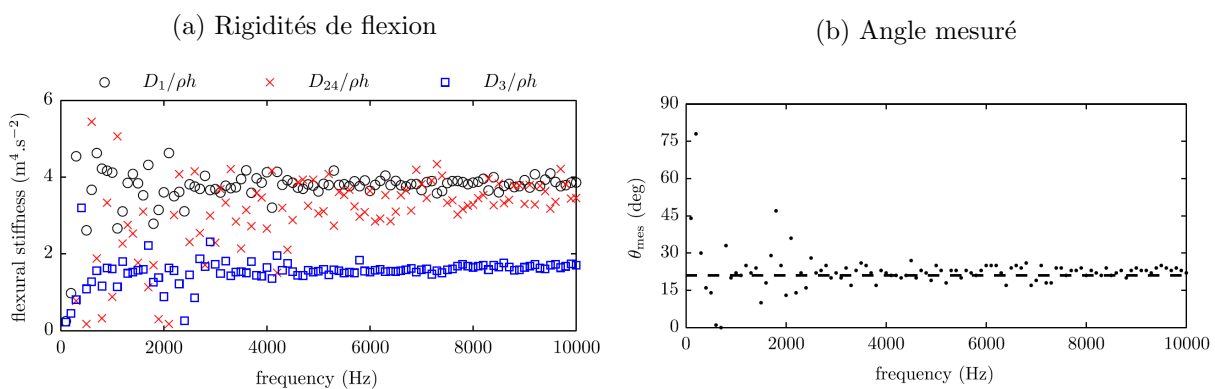 (a) Rigidités de flexion
D₁/ρh D₂₄/ρh D₃/ρh
flexural stiffness (m⁴.s⁻²)
6
4
2
0
0 2000 4000 6000 8000 10000
frequency (Hz)
(b) Angle mesuré
θmes (deg)
90
75
60
45
30
15
0
0 2000 4000 6000 8000 10000
frequency (Hz)